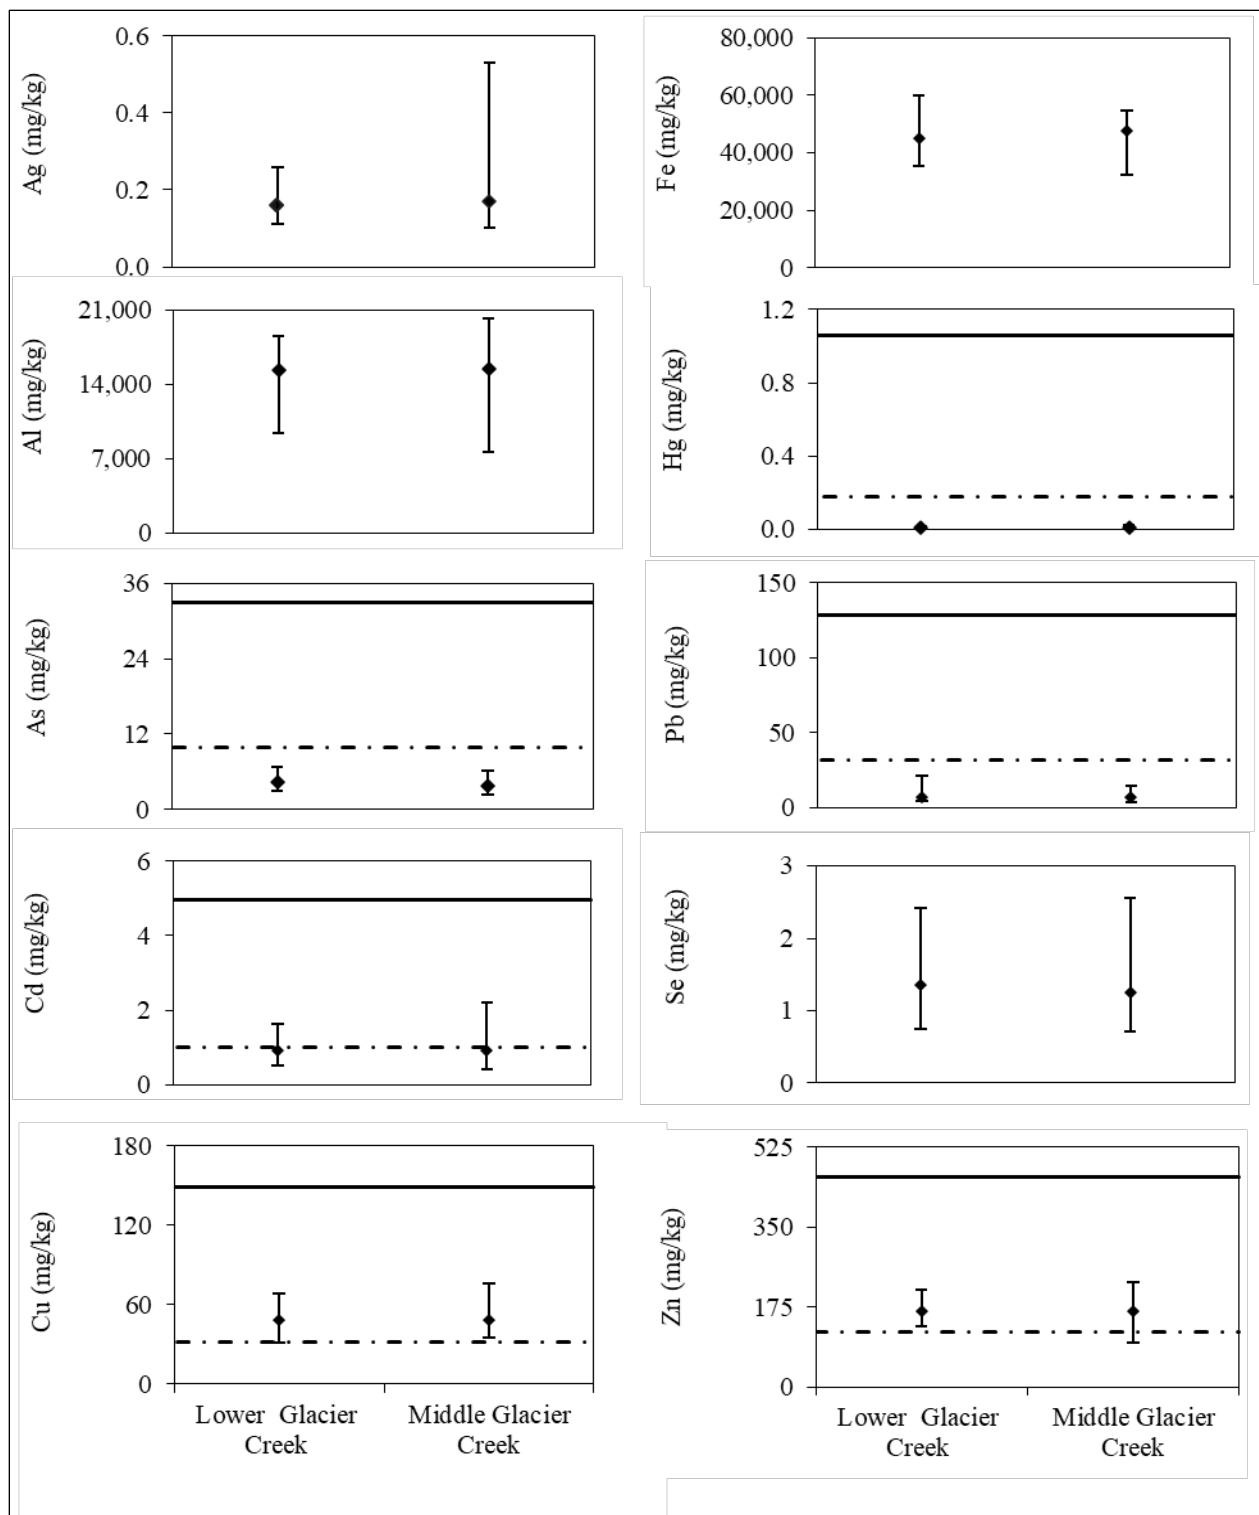 Ag (mg/kg)
0.6
0.4
0.2
0.0
Fe (mg/kg)
80,000
60,000
40,000
20,000
0
Al (mg/kg)
21,000
14,000
7,000
0
Hg (mg/kg)
1.2
0.8
0.4
0.0
As (mg/kg)
36
24
12
0
Pb (mg/kg)
150
100
50
0
Cd (mg/kg)
6
4
2
0
Se (mg/kg)
3
2
1
0
Cu (mg/kg)
180
120
60
0
Lower Glacier
Creek
Middle Glacier
Creek
Zn (mg/kg)
525
350
175
0
Lower Glacier
Creek
Middle Glacier
Creek